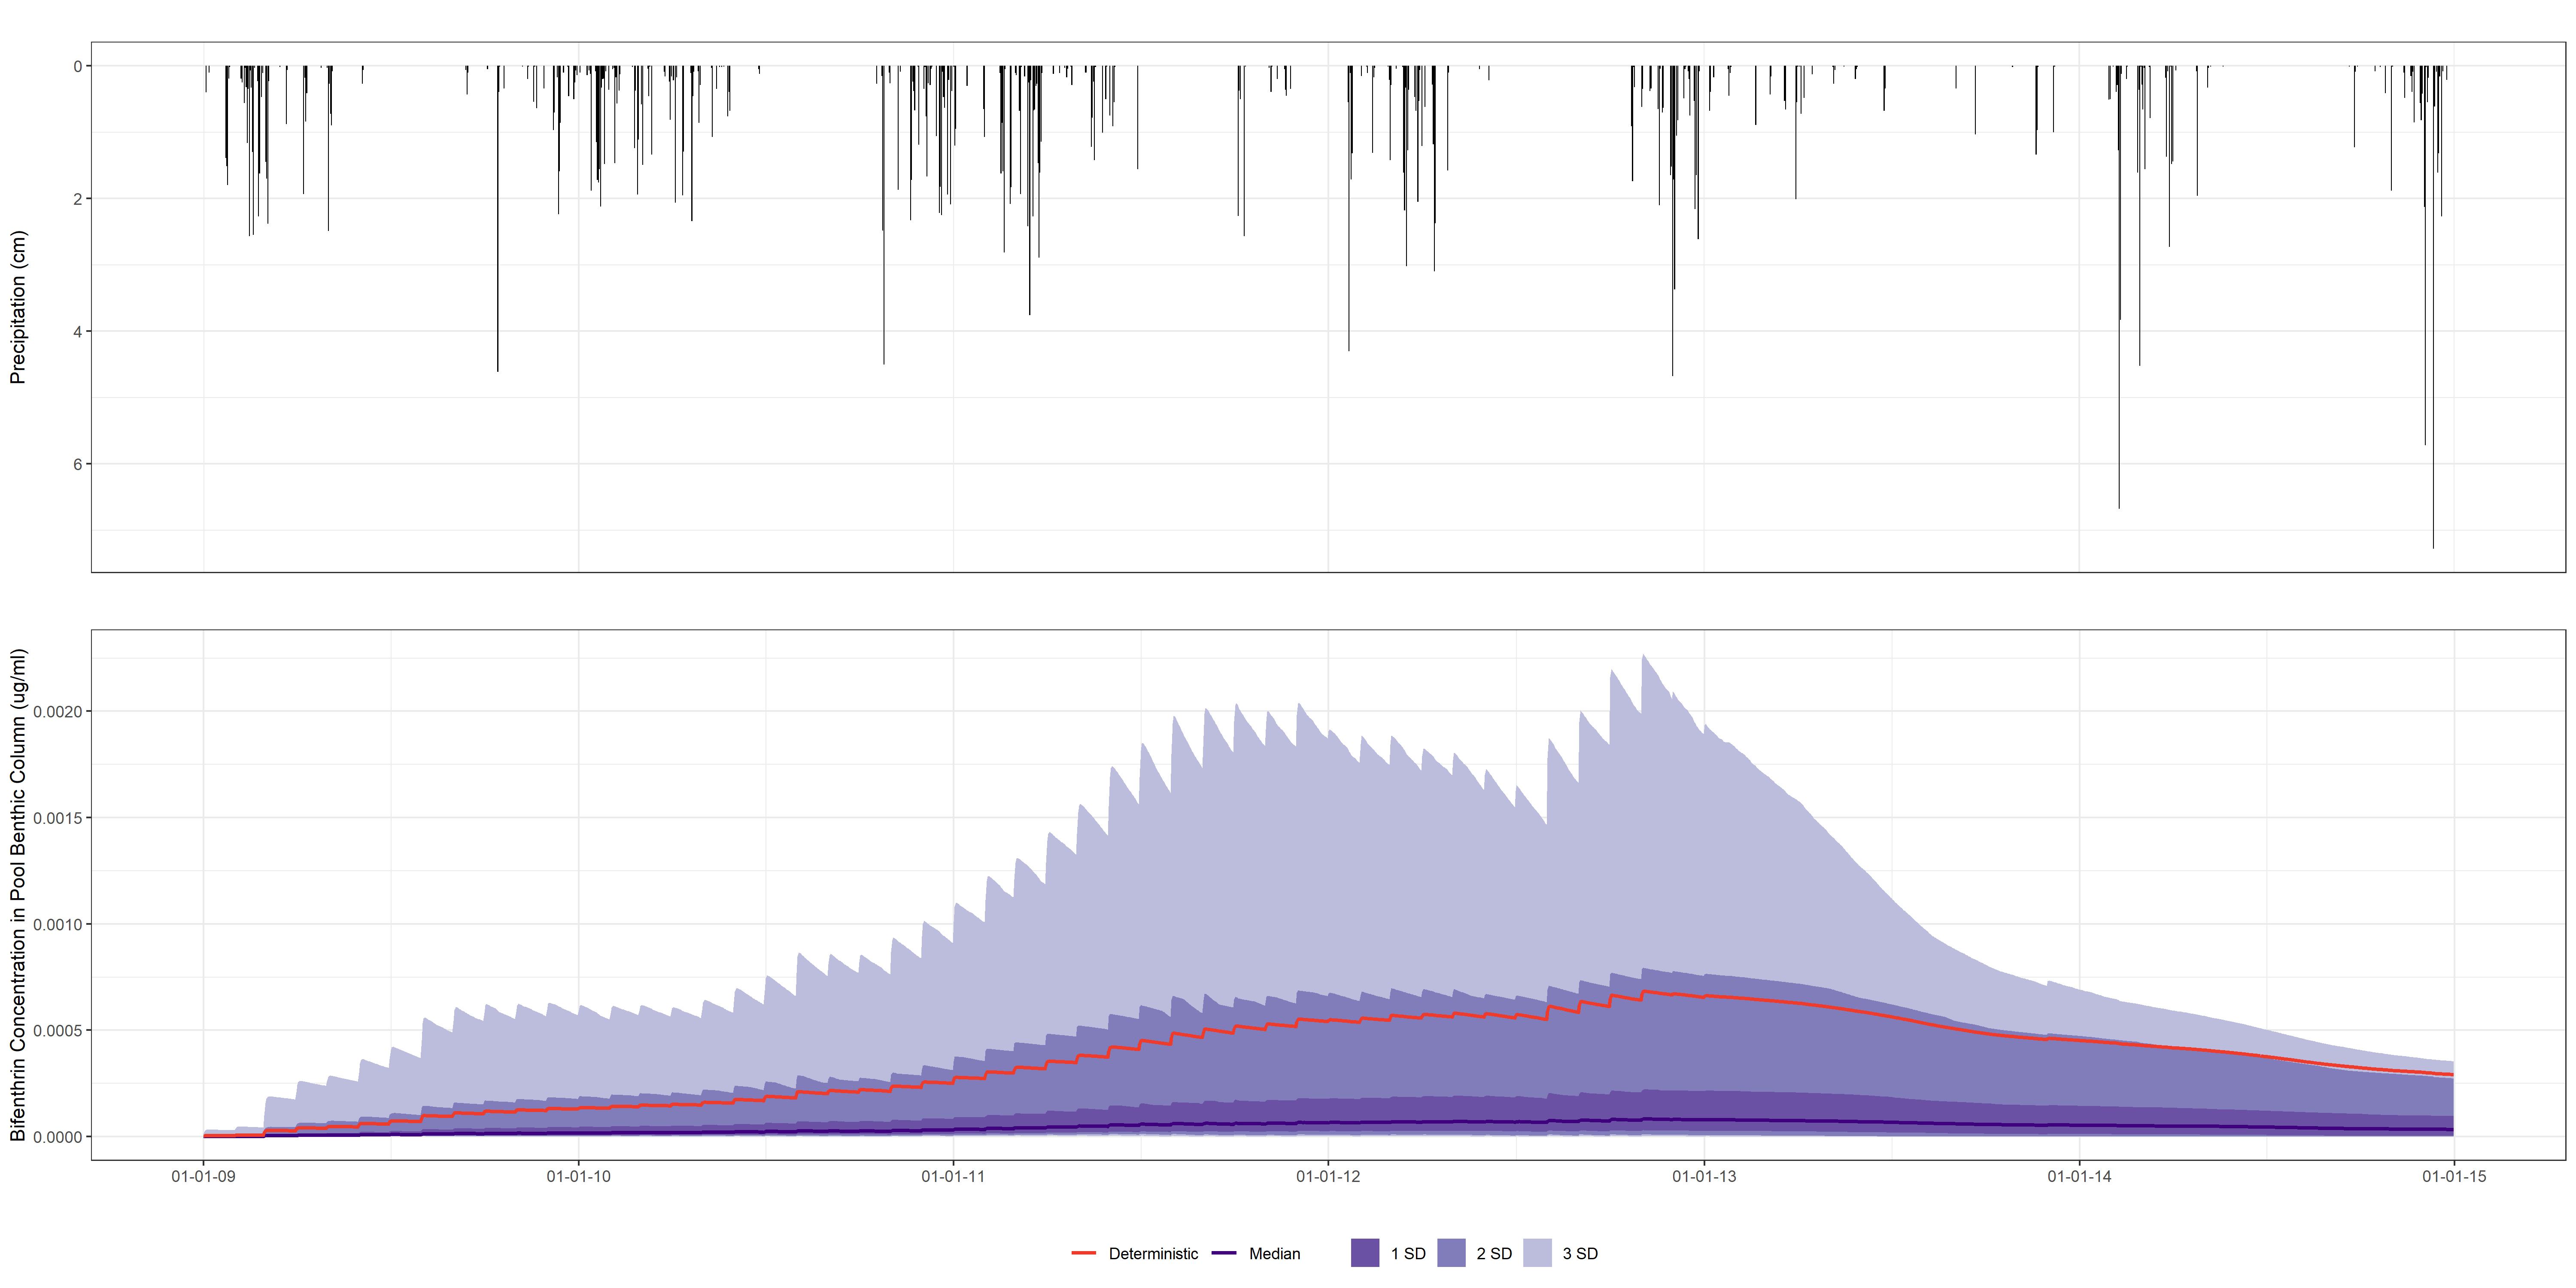 Precipitation (cm)
0
2
4
6
Bifenthrin Concentration in Pool Benthic Column (ug/ml)
0.0020
0.0015
0.0010
0.0005
0.0000
01-01-09 01-01-10 01-01-11 01-01-12 01-01-13 01-01-14 01-01-15
Deterministic Median 1 SD 2 SD 3 SD